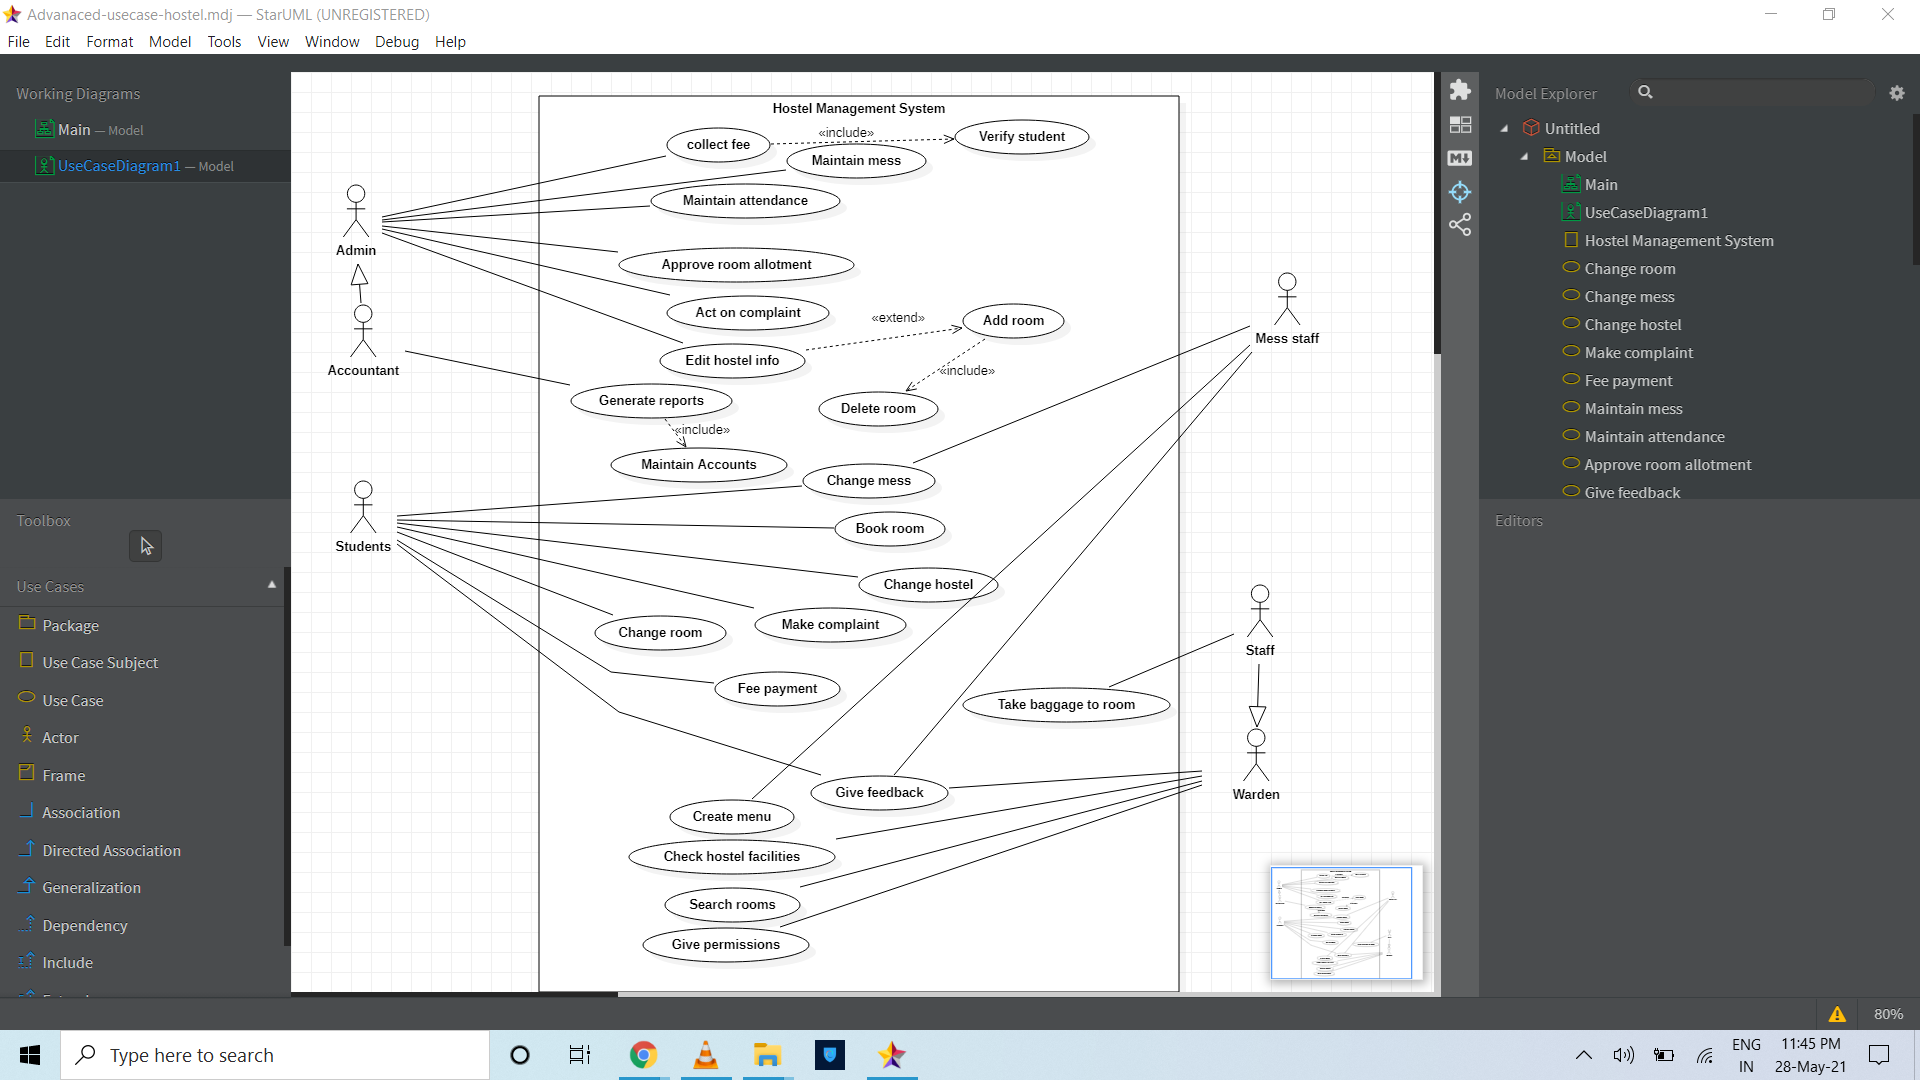 Advanaced-usecase-hostel.mdj — StarUML (UNREGISTERED)
File Edit Format Model Tools View Window Debug Help
Working Diagrams
Main — Model
UseCaseDiagram1 — Model
Toolbox
Use Cases
Package
Use Case Subject
Use Case
Actor
Frame
Association
Directed Association
Generalization
Dependency
Include
Hostel Management System
collect fee
«include»
Verify student
Maintain mess
Maintain attendance
Admin
Approve room allotment
Act on complaint
«extend»
Add room
Mess staff
Edit hostel info
Accountant
«include»
Generate reports
Delete room
«include»
Maintain Accounts
Change mess
Book room
Students
Change hostel
Make complaint
Change room
Staff
Fee payment
Take baggage to room
Give feedback
Warden
Create menu
Check hostel facilities
Search rooms
Give permissions
Model Explorer
Untitled
Model
Main
UseCaseDiagram1
Hostel Management System
Change room
Change mess
Change hostel
Make complaint
Fee payment
Maintain mess
Maintain attendance
Approve room allotment
Give feedback
Editors
80%
Type here to search
ENG
IN
11:45 PM
28-May-21